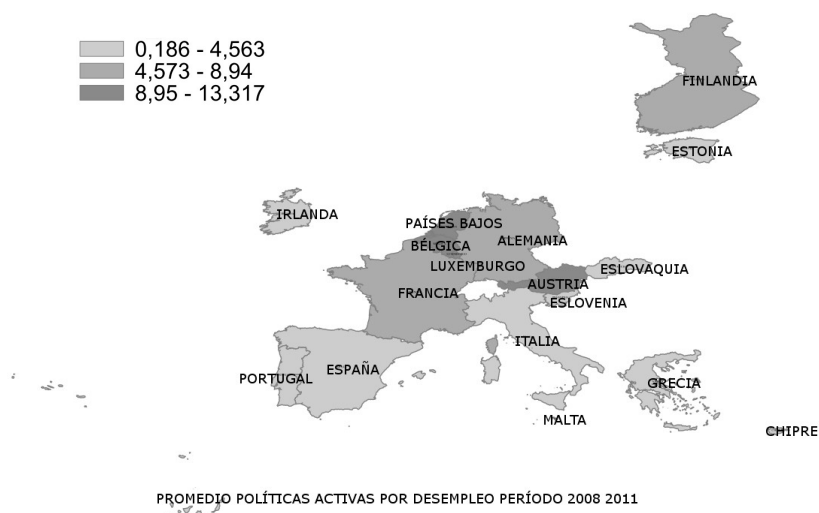 0,186 - 4,563
4,573 - 8,94
8,95 - 13,317
FINLANDIA
ESTONIA
IRLANDA
PAÍSES BAJOS
ALEMANIA
BÉLGICA
LUXEMBURGO
ESLOVAQUIA
AUSTRIA
FRANCIA
ESLOVENIA
ITALIA
ESPAÑA
PORTUGAL
GRECIA
MALTA
CHIPRE
PROMEDIO POLÍTICAS ACTIVAS POR DESEMPLEO PERÍODO 2008 2011